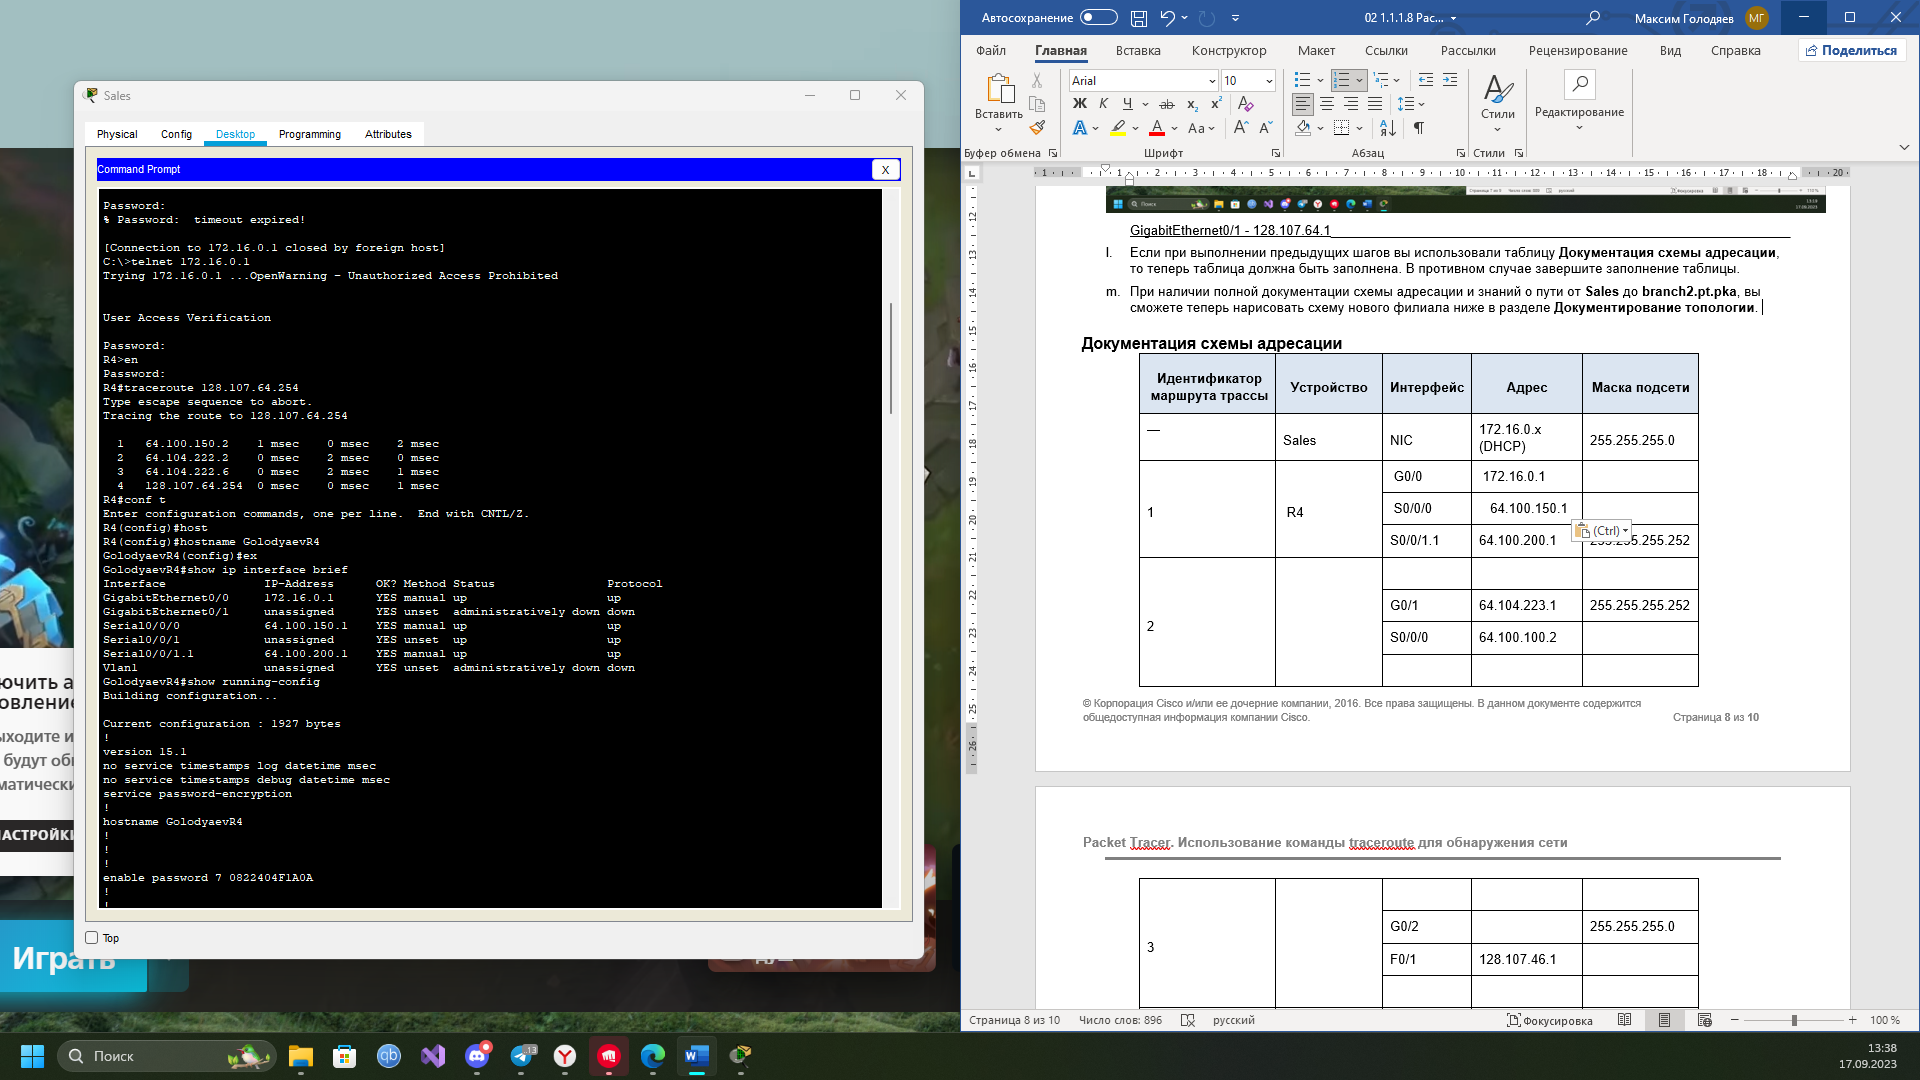 Sales
Physical
Config
Desktop
Programming
Attributes
Command Prompt
X
Password:
% Password:  timeout expired!
[Connection to 172.16.0.1 closed by foreign host]
C:\>telnet 172.16.0.1
Trying 172.16.0.1 ...OpenWarning - Unauthorized Access Prohibited
User Access Verification
Password:
R4>en
Password:
R4#traceroute 128.107.64.254
Type escape sequence to abort.
Tracing the route to 128.107.64.254
1   64.100.150.2    1 msec    0 msec    2 msec
2   64.104.222.2    0 msec    2 msec    0 msec
3   64.104.222.6    0 msec    2 msec    1 msec
4   128.107.64.254  0 msec    0 msec    1 msec
R4#conf t
Enter configuration commands, one per line.  End with CNTL/Z.
R4(config)#host
R4(config)#hostname GolodyaevR4
GolodyaevR4(config)#ex
GolodyaevR4#show ip interface brief
Interface              IP-Address      OK? Method Status                Protocol
GigabitEthernet0/0     172.16.0.1      YES manual up                    up
GigabitEthernet0/1     unassigned      YES unset  administratively down down
Serial0/0/0            64.100.150.1    YES manual up                    up
Serial0/0/1            unassigned      YES unset  up                    up
Serial0/0/1.1          64.100.200.1    YES manual up                    up
Vlan1                  unassigned      YES unset  administratively down down
GolodyaevR4#show running-config
Building configuration...
Current configuration : 1927 bytes
!
version 15.1
no service timestamps log datetime msec
no service timestamps debug datetime msec
service password-encryption
!
hostname GolodyaevR4
!
!
!
enable password 7 0822404F1A0A
!
!
Top
ючить а
овление
ыходите и
будут обн
матически
НАСТРОЙКИ
Играть
Автосохранение
02 1.1.1.8 Рас...
Максим Голодяев
МГ
Файл
Главная
Вставка
Конструктор
Макет
Ссылки
Рассылки
Рецензирование
Вид
Справка
Поделиться
Вставить
Arial
10
Ж К Ч ab x₂ x²
Aa
Стили
Редактирование
Буфер обмена
Шрифт
Абзац
Стили
GigabitEthernet0/1 - 128.107.64.1
l. Если при выполнении предыдущих шагов вы использовали таблицу Документация схемы адресации,
то теперь таблица должна быть заполнена. В противном случае завершите заполнение таблицы.
m. При наличии полной документации схемы адресации и знаний о пути от Sales до branch2.pt.pka, вы
сможете теперь нарисовать схему нового филиала ниже в разделе Документирование топологии.
Документация схемы адресации
Идентификатор маршрута трассы
Устройство
Интерфейс
Адрес
Маска подсети
—
Sales
NIC
172.16.0.x (DHCP)
255.255.255.0
1
R4
G0/0
172.16.0.1
S0/0/0
64.100.150.1
(Ctrl)
S0/0/1.1
64.100.200.1
255.255.255.252
2
G0/1
64.104.223.1
255.255.255.252
S0/0/0
64.100.100.2
© Корпорация Cisco и/или ее дочерние компании, 2016. Все права защищены. В данном документе содержится
общедоступная информация компании Cisco.
Страница 8 из 10
Packet Tracer. Использование команды traceroute для обнаружения сети
3
G0/2
255.255.255.0
F0/1
128.107.46.1
Страница 8 из 10
Число слов: 896
русский
Фокусировка
100 %
Поиск
13:38
17.09.2023